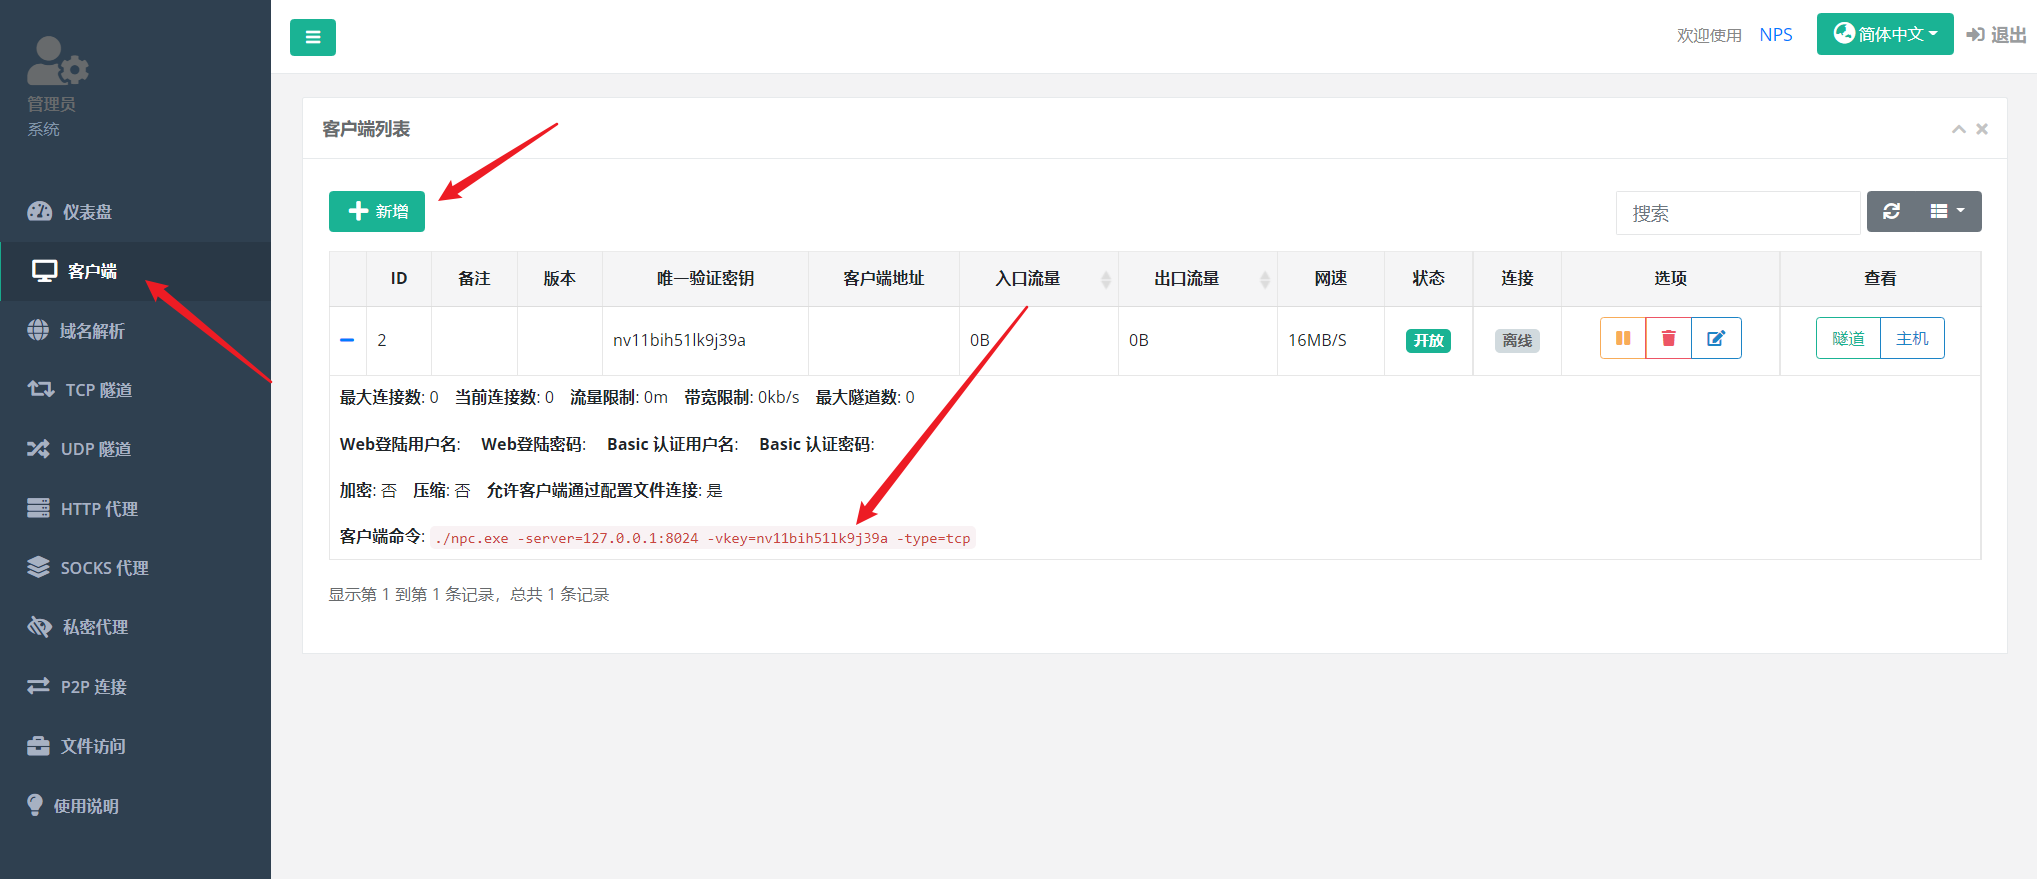 欢迎使用 NPS 简体中文 退出
管理员
系统
仪表盘
客户端
域名解析
TCP 隧道
UDP 隧道
HTTP 代理
SOCKS 代理
私密代理
P2P 连接
文件访问
使用说明
客户端列表
新增
搜索
ID 备注 版本 唯一验证密钥 客户端地址 入口流量 出口流量 网速 状态 连接 选项 查看
2 nv11bih51lk9j39a 0B 0B 16MB/S 开放 离线 隧道 主机
最大连接数: 0 当前连接数: 0 流量限制: 0m 带宽限制: 0kb/s 最大隧道数: 0
Web登陆用户名: Web登陆密码: Basic 认证用户名: Basic 认证密码:
加密: 否 压缩: 否 允许客户端通过配置文件连接: 是
客户端命令: ./npc.exe -server=127.0.0.1:8024 -vkey=nv11bih51lk9j39a -type=tcp
显示第 1 到第 1 条记录，总共 1 条记录